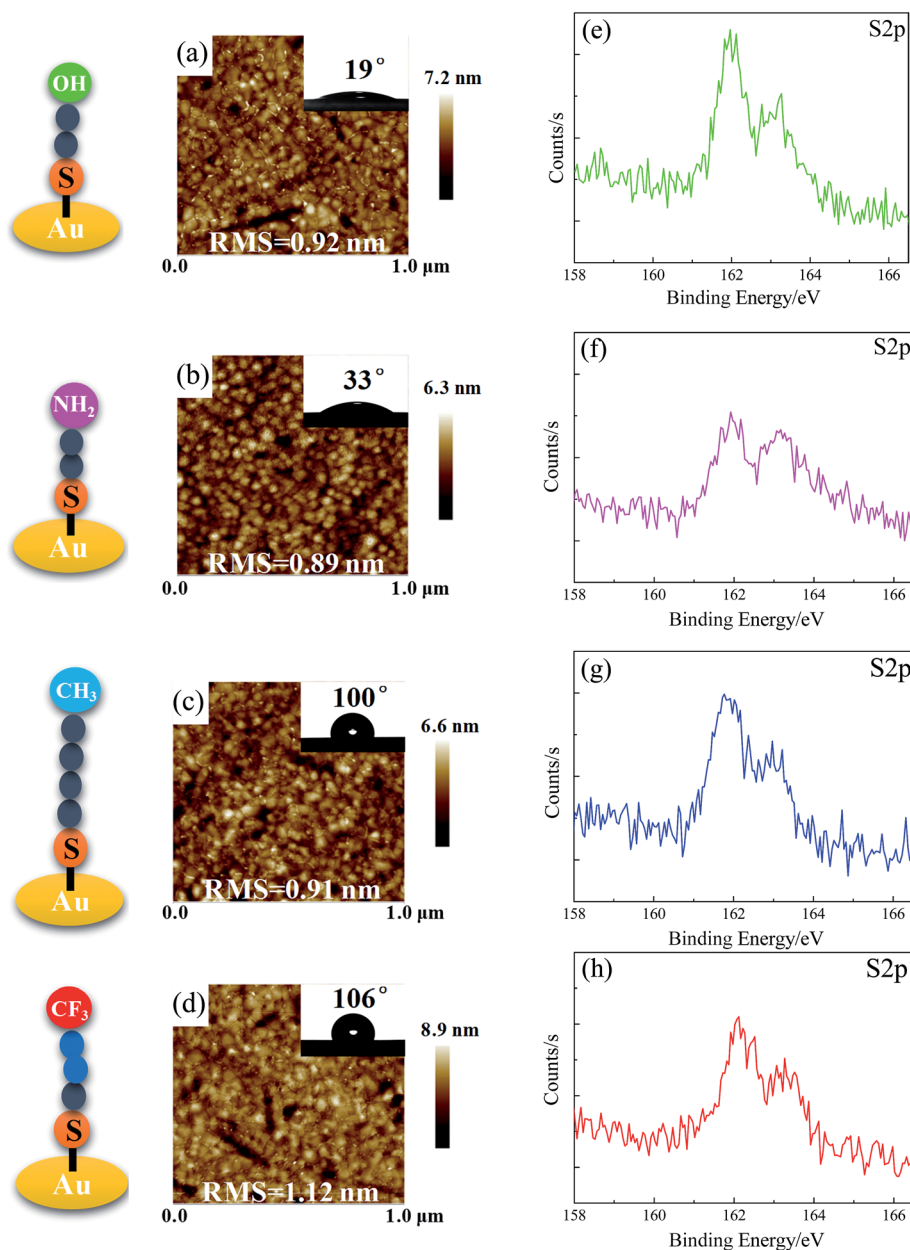 OH
S
Au
(a)
19°
7.2 nm
RMS=0.92 nm
0.0
1.0 μm
(e)
S2p
Counts/s
158
160
162
164
166
Binding Energy/eV
NH₂
S
Au
(b)
33°
6.3 nm
RMS=0.89 nm
0.0
1.0 μm
(f)
S2p
Counts/s
158
160
162
164
166
Binding Energy/eV
CH₃
S
Au
(c)
100°
6.6 nm
RMS=0.91 nm
0.0
1.0 μm
(g)
S2p
Counts/s
158
160
162
164
166
Binding Energy/eV
CF₃
S
Au
(d)
106°
8.9 nm
RMS=1.12 nm
0.0
1.0 μm
(h)
S2p
Counts/s
158
160
162
164
166
Binding Energy/eV